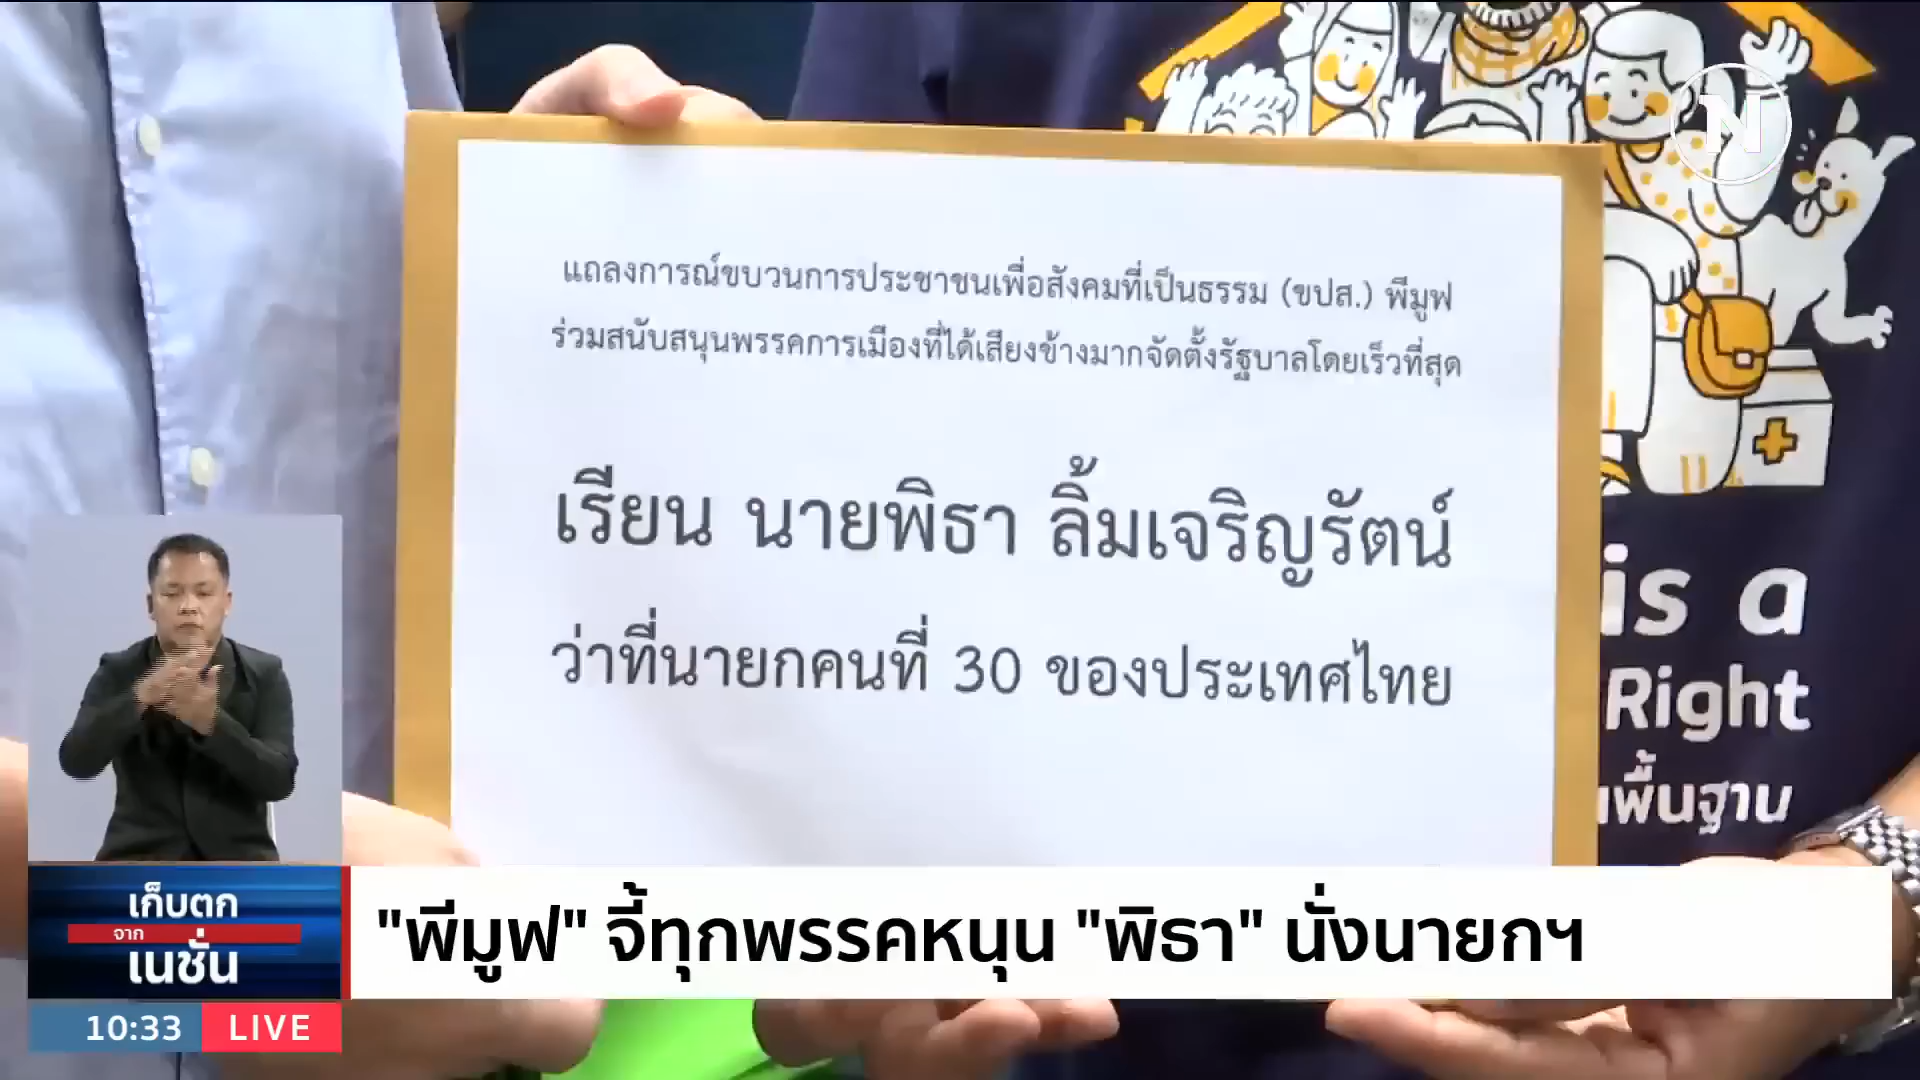 N
แถลงการณ์ขบวนการประชาชนเพื่อสังคมที่เป็นธรรม (ขปส.) พีมูฟ
ร่วมสนับสนุนพรรคการเมืองที่ได้เสียงข้างมากจัดตั้งรัฐบาลโดยเร็วที่สุด
เรียน นายพิธา ลิ้มเจริญรัตน์
ว่าที่นายกคนที่ 30 ของประเทศไทย
is a
Right
พื้นฐาน
เก็บตก
จาก
เนชั่น
"พีมูฟ" จี้ทุกพรรคหนุน "พิธา" นั่งนายกฯ
10:33 LIVE